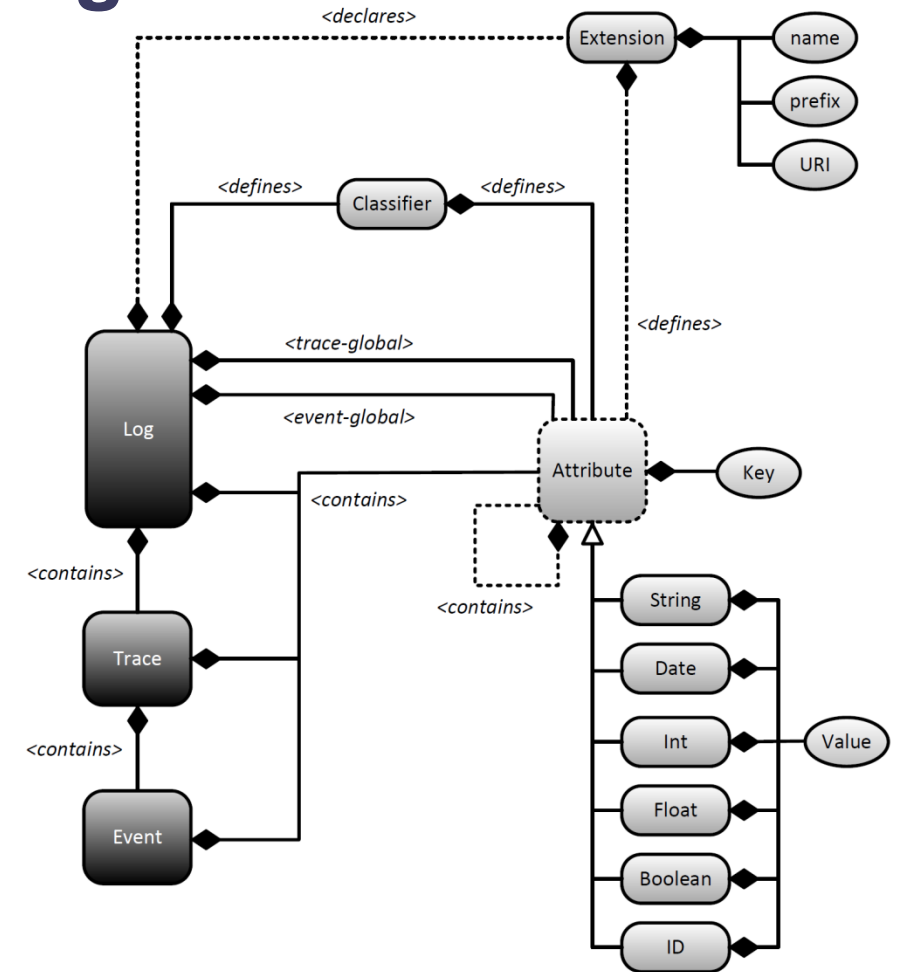 g
<declares>
Extension
name
prefix
URI
<defines>
Classifier
<defines>
<defines>
<trace-global>
<event-global>
Log
Attribute
Key
<contains>
<contains>
<contains>
String
Date
Int
Float
Boolean
ID
Value
Trace
<contains>
Event